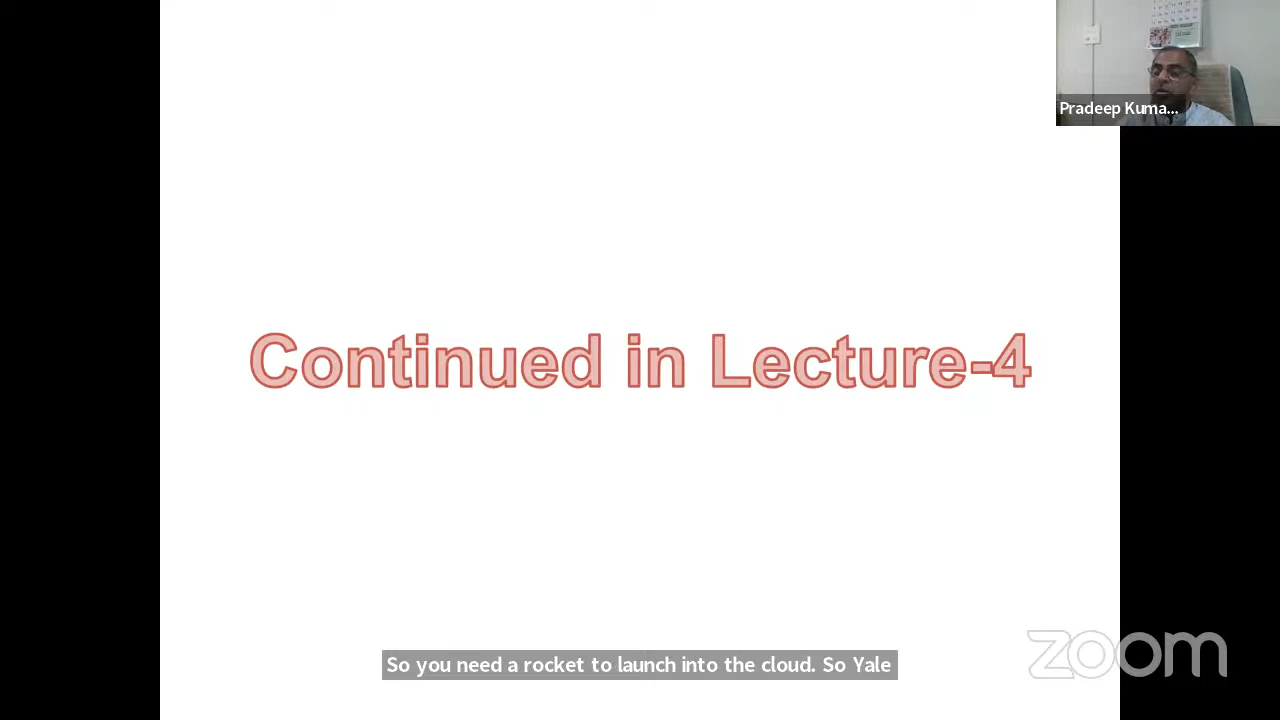 Pradeep Kuma...
Continued in Lecture-4
So you need a rocket to launch into the cloud. So Yale
zoom